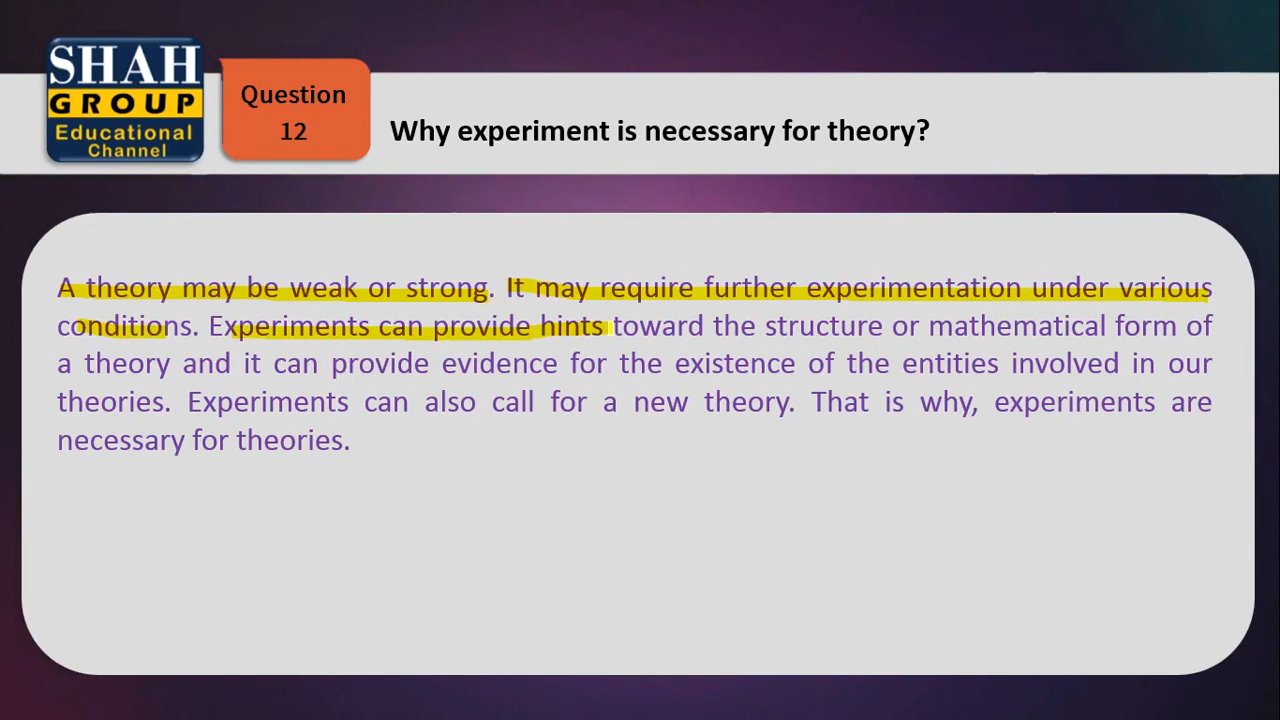 SHAH
GROUP
Educational
Channel
Question
12
Why experiment is necessary for theory?
A theory may be weak or strong. It may require further experimentation under various
conditions. Experiments can provide hints toward the structure or mathematical form of
a theory and it can provide evidence for the existence of the entities involved in our
theories. Experiments can also call for a new theory. That is why, experiments are
necessary for theories.